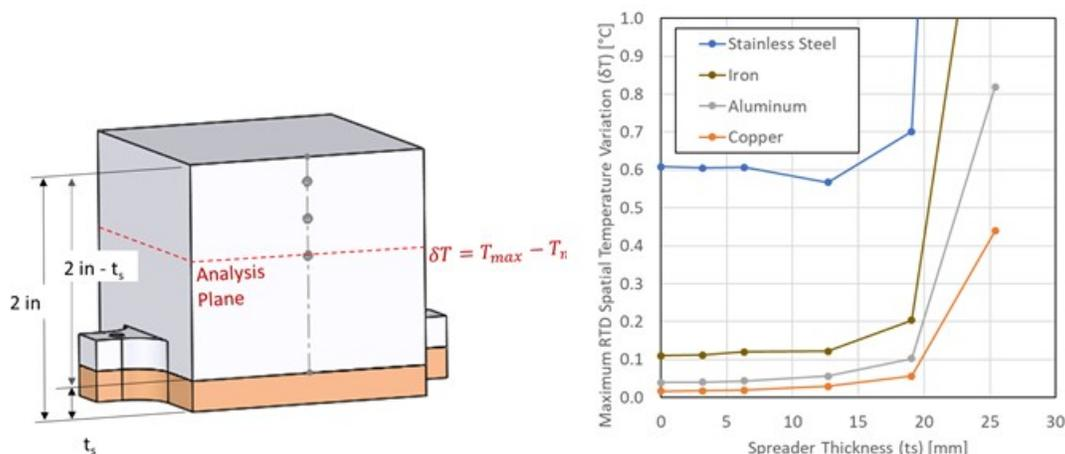 2 in
2 in - tₛ
tₛ
Analysis
Plane
δT = Tₘₐₓ − T
Maximum RTD Spatial Temperature Variation (δT) [°C]
1.0
0.9
0.8
0.7
0.6
0.5
0.4
0.3
0.2
0.1
0.0
Stainless Steel
Iron
Aluminum
Copper
0 5 10 15 20 25 30
Spreader Thickness (ts) [mm]